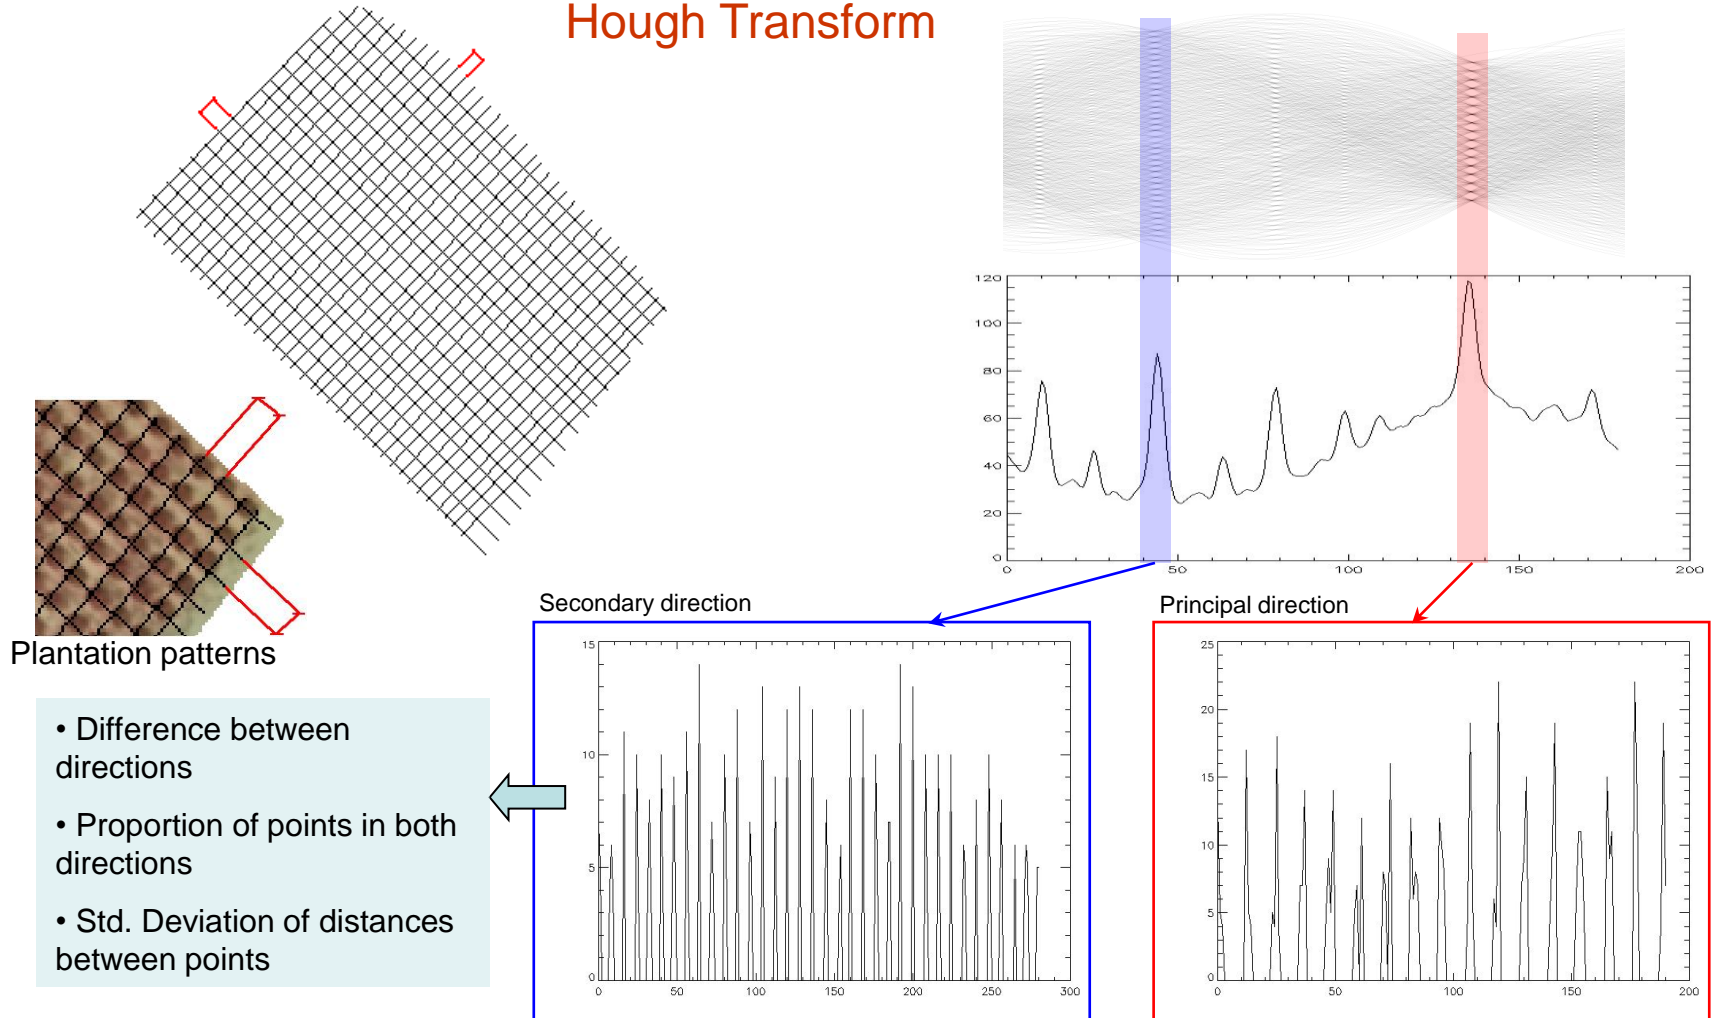 Hough Transform
120
100
80
60
40
20
0
0 50 100 150 200
Secondary direction
Principal direction
Plantation patterns
• Difference between
directions
• Proportion of points in both
directions
• Std. Deviation of distances
between points
15
10
5
0
0 50 100 150 200 250 300
25
20
15
10
5
0
0 50 100 150 200